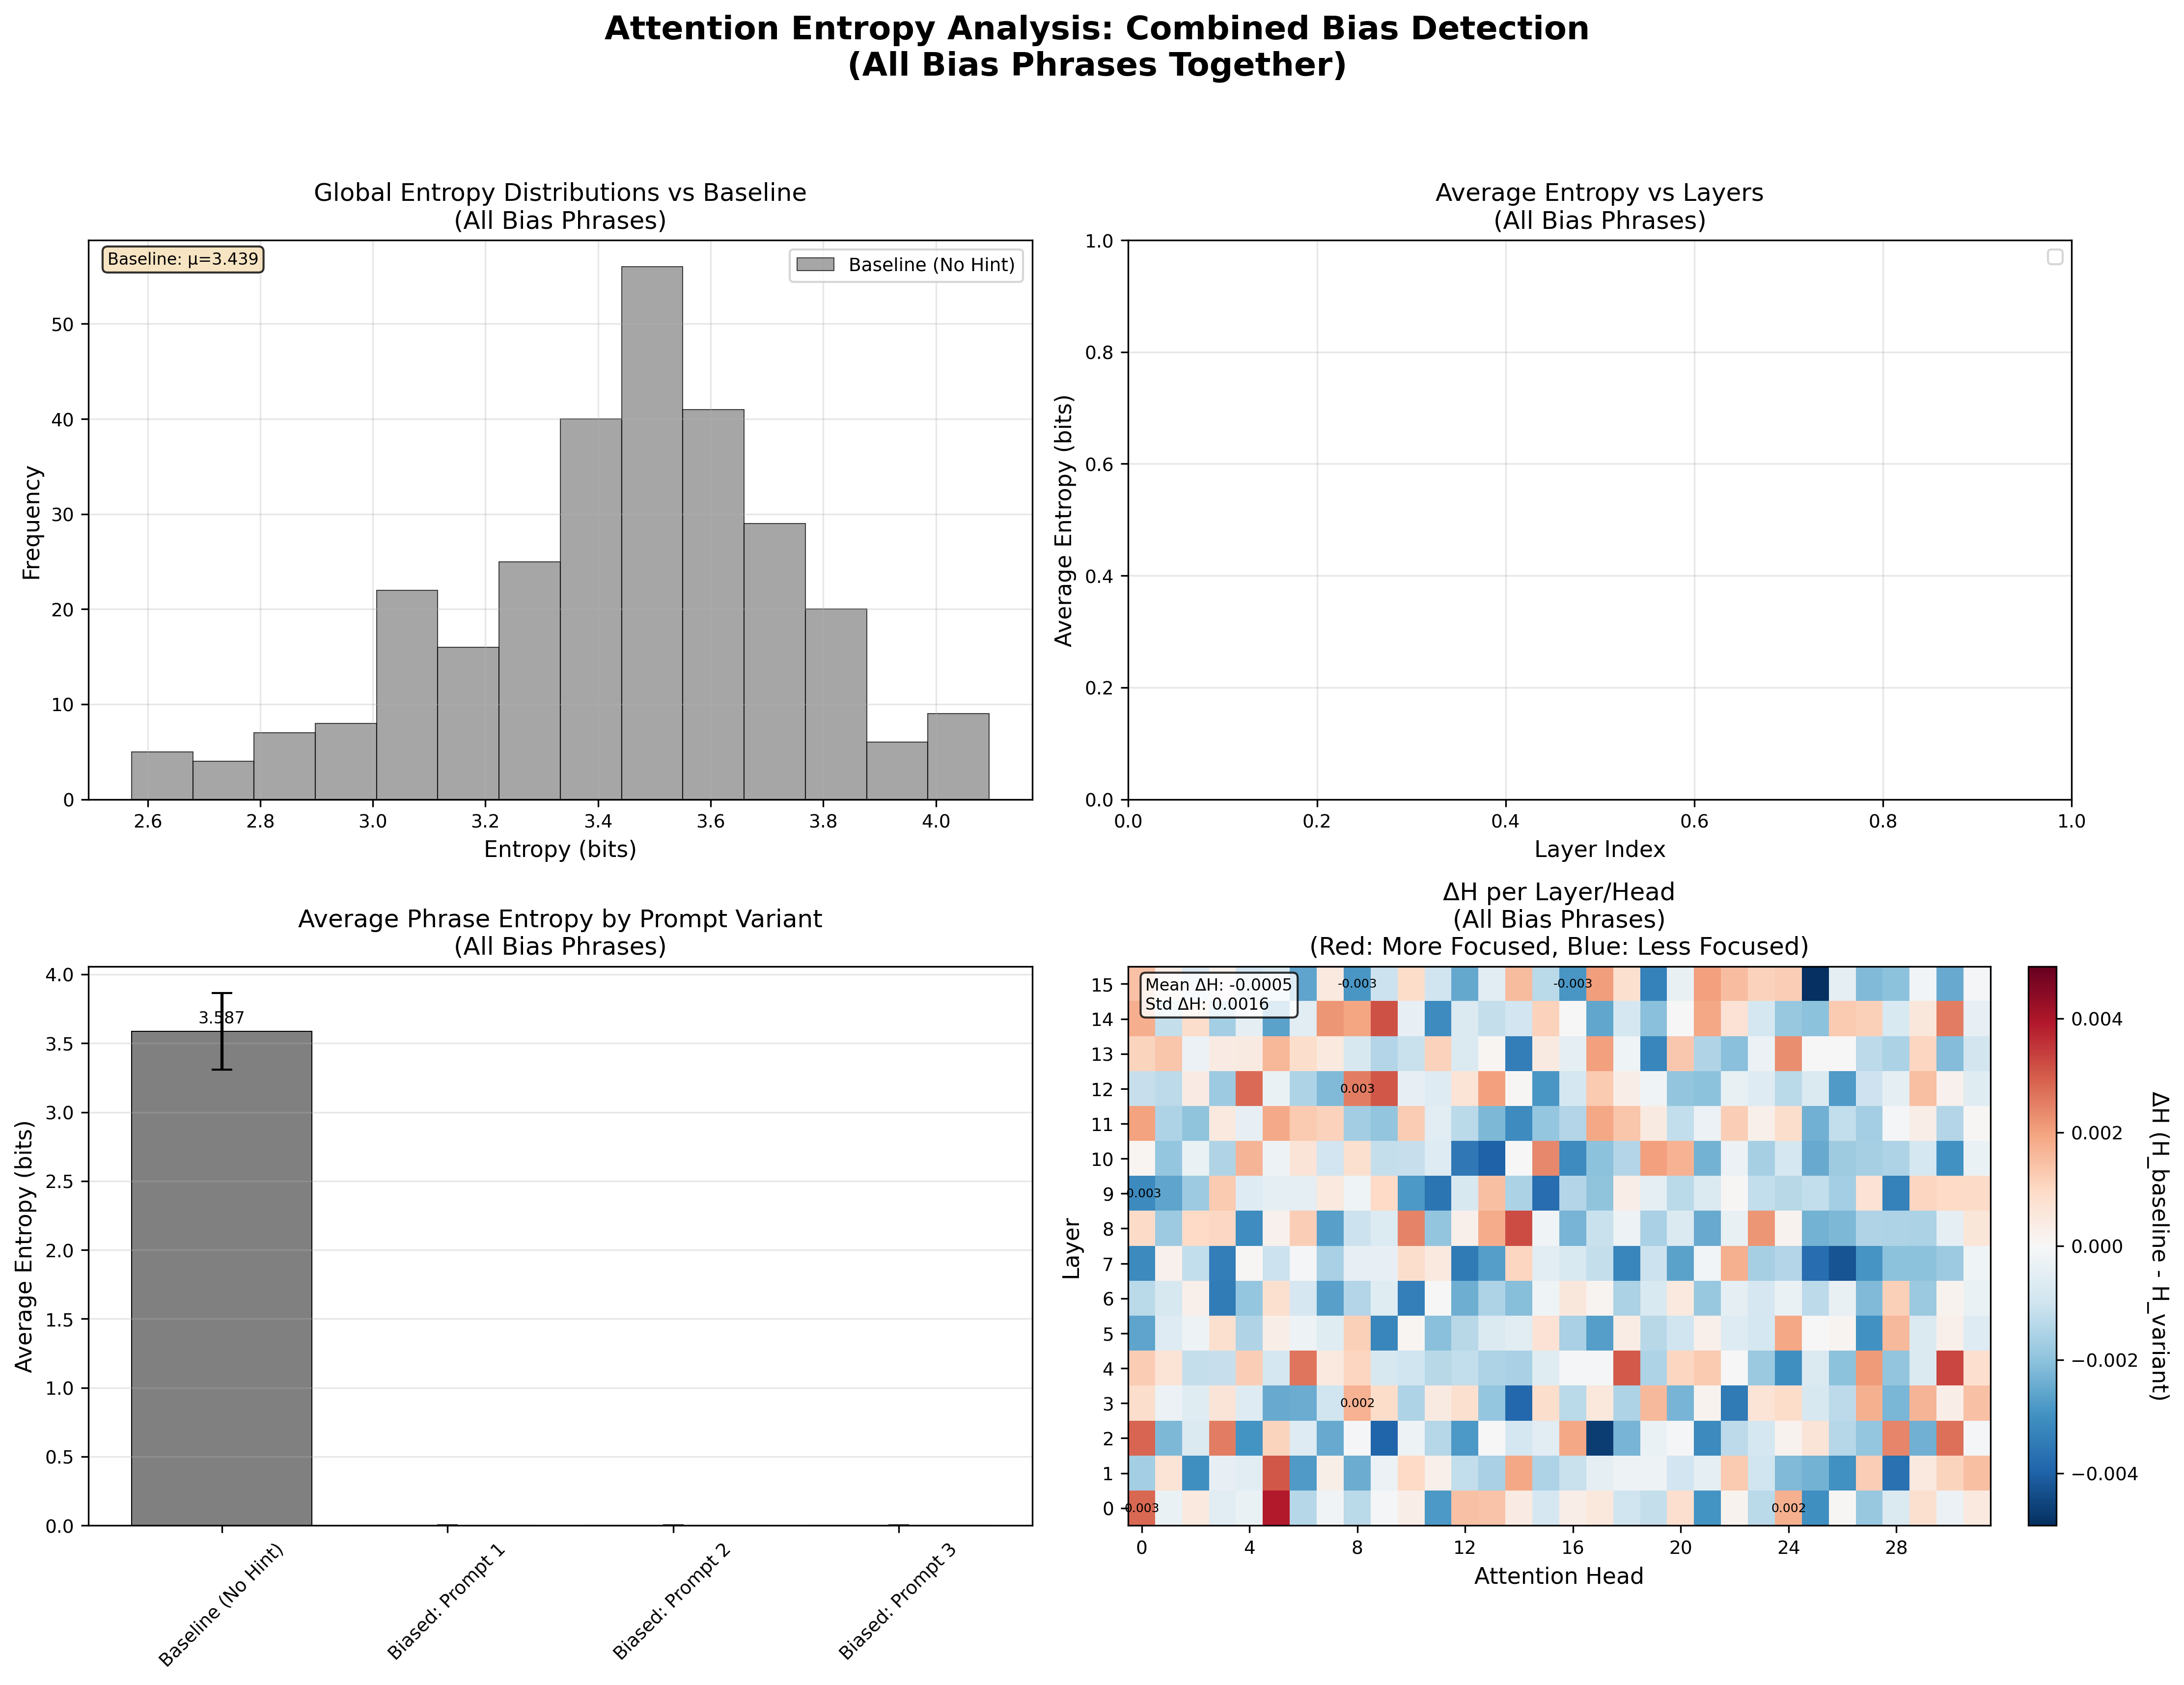 Attention Entropy Analysis: Combined Bias Detection
(All Bias Phrases Together)
Global Entropy Distributions vs Baseline
(All Bias Phrases)
Baseline: μ=3.439
Baseline (No Hint)
50
40
30
20
10
0
Frequency
2.6 2.8 3.0 3.2 3.4 3.6 3.8 4.0
Entropy (bits)
Average Entropy vs Layers
(All Bias Phrases)
1.0
0.8
0.6
0.4
0.2
0.0
Average Entropy (bits)
0.0 0.2 0.4 0.6 0.8 1.0
Layer Index
Average Phrase Entropy by Prompt Variant
(All Bias Phrases)
4.0
3.5
3.0
2.5
2.0
1.5
1.0
0.5
0.0
Average Entropy (bits)
3.587
Baseline (No Hint)
Biased: Prompt 1
Biased: Prompt 2
Biased: Prompt 3
ΔH per Layer/Head
(All Bias Phrases)
(Red: More Focused, Blue: Less Focused)
Mean ΔH: -0.0005
Std ΔH: 0.0016
15
14
13
12
11
10
9
8
7
6
5
4
3
2
1
0
Layer
-0.003 -0.003
0.003
0.003
0.002
0.003 0.002
0 4 8 12 16 20 24 28
Attention Head
0.004
0.002
0.000
−0.002
−0.004
ΔH (H_baseline - H_variant)